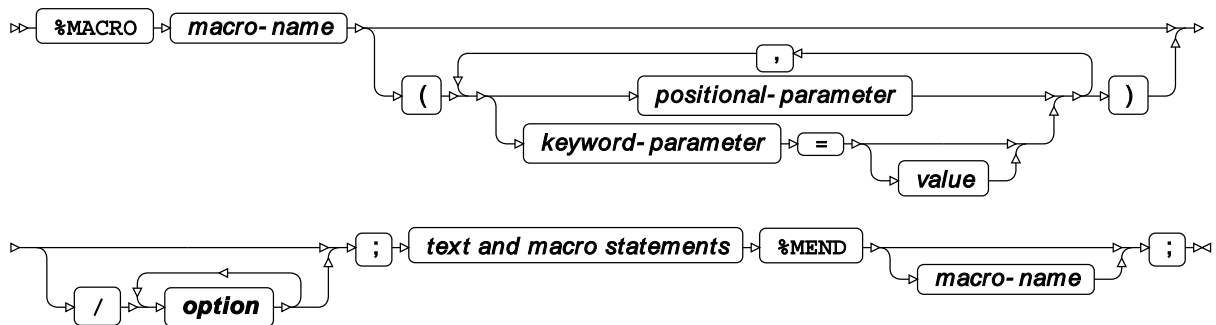 %MACRO macro-name
,
( positional-parameter )
keyword-parameter =
value
; text and macro statements %MEND ;
macro-name
/ option